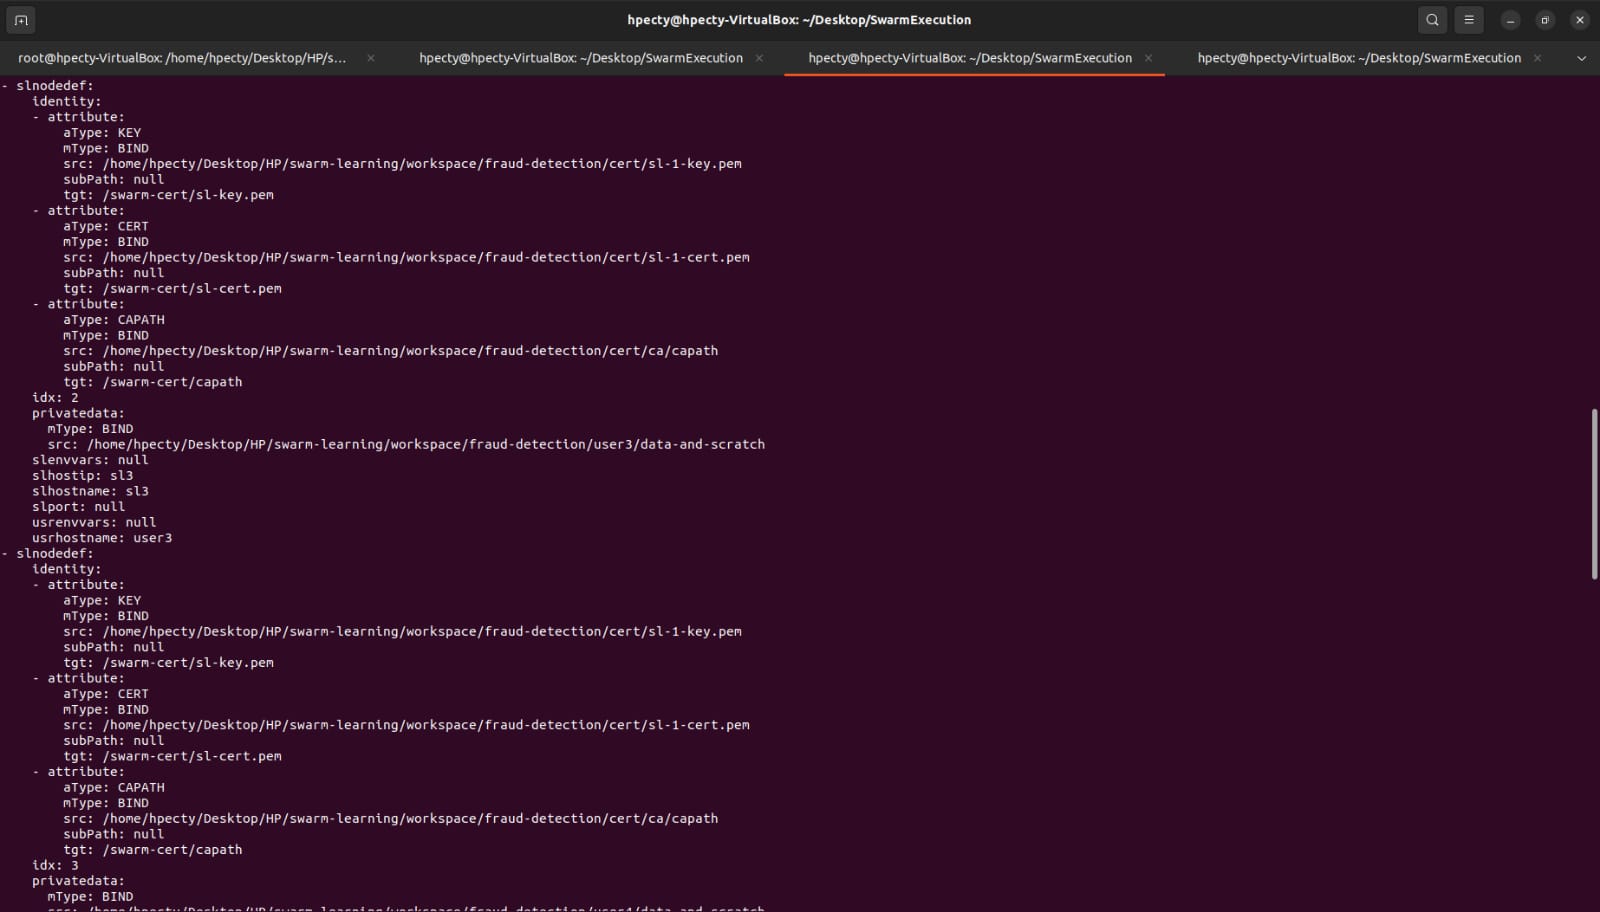 hpecty@hpecty-VirtualBox: ~/Desktop/SwarmExecution
root@hpecty-VirtualBox: /home/hpecty/Desktop/HP/s...
hpecty@hpecty-VirtualBox: ~/Desktop/SwarmExecution
hpecty@hpecty-VirtualBox: ~/Desktop/SwarmExecution
hpecty@hpecty-VirtualBox: ~/Desktop/SwarmExecution
- slnodedef:
    identity:
    - attribute:
        aType: KEY
        mType: BIND
        src: /home/hpecty/Desktop/HP/swarm-learning/workspace/fraud-detection/cert/sl-1-key.pem
        subPath: null
        tgt: /swarm-cert/sl-key.pem
    - attribute:
        aType: CERT
        mType: BIND
        src: /home/hpecty/Desktop/HP/swarm-learning/workspace/fraud-detection/cert/sl-1-cert.pem
        subPath: null
        tgt: /swarm-cert/sl-cert.pem
    - attribute:
        aType: CAPATH
        mType: BIND
        src: /home/hpecty/Desktop/HP/swarm-learning/workspace/fraud-detection/cert/ca/capath
        subPath: null
        tgt: /swarm-cert/capath
    idx: 2
    privatedata:
      mType: BIND
      src: /home/hpecty/Desktop/HP/swarm-learning/workspace/fraud-detection/user3/data-and-scratch
    slenvvars: null
    slhostip: sl3
    slhostname: sl3
    slport: null
    usrenvvars: null
    usrhostname: user3
- slnodedef:
    identity:
    - attribute:
        aType: KEY
        mType: BIND
        src: /home/hpecty/Desktop/HP/swarm-learning/workspace/fraud-detection/cert/sl-1-key.pem
        subPath: null
        tgt: /swarm-cert/sl-key.pem
    - attribute:
        aType: CERT
        mType: BIND
        src: /home/hpecty/Desktop/HP/swarm-learning/workspace/fraud-detection/cert/sl-1-cert.pem
        subPath: null
        tgt: /swarm-cert/sl-cert.pem
    - attribute:
        aType: CAPATH
        mType: BIND
        src: /home/hpecty/Desktop/HP/swarm-learning/workspace/fraud-detection/cert/ca/capath
        subPath: null
        tgt: /swarm-cert/capath
    idx: 3
    privatedata:
      mType: BIND